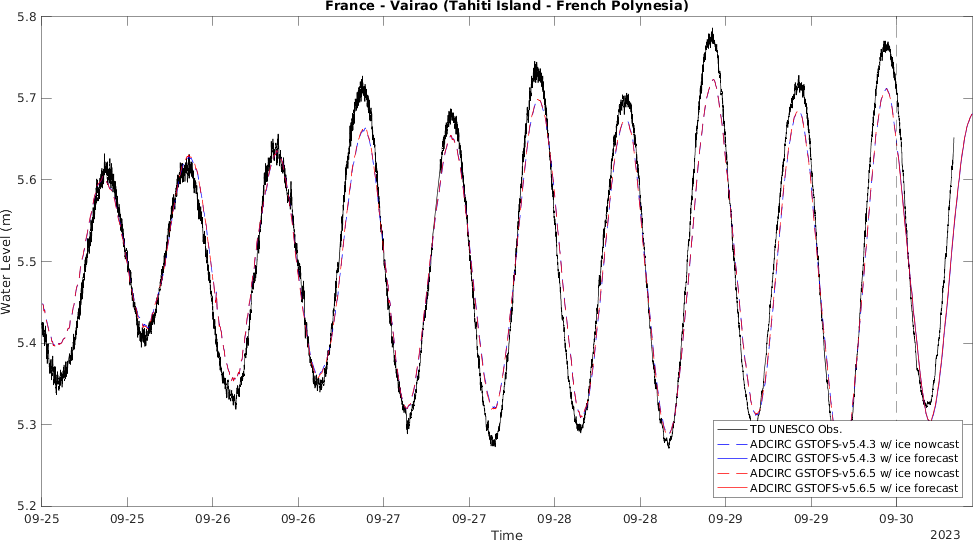 France - Vairao (Tahiti Island - French Polynesia)
5.8
5.7
5.6
5.5
5.4
5.3
5.2
Water Level (m)
TD UNESCO Obs.
ADCIRC GSTOFS-v5.4.3 w/ ice nowcast
ADCIRC GSTOFS-v5.4.3 w/ ice forecast
ADCIRC GSTOFS-v5.6.5 w/ ice nowcast
ADCIRC GSTOFS-v5.6.5 w/ ice forecast
09-25 09-25 09-26 09-26 09-27 09-27 09-28 09-28 09-29 09-29 09-30
Time
2023